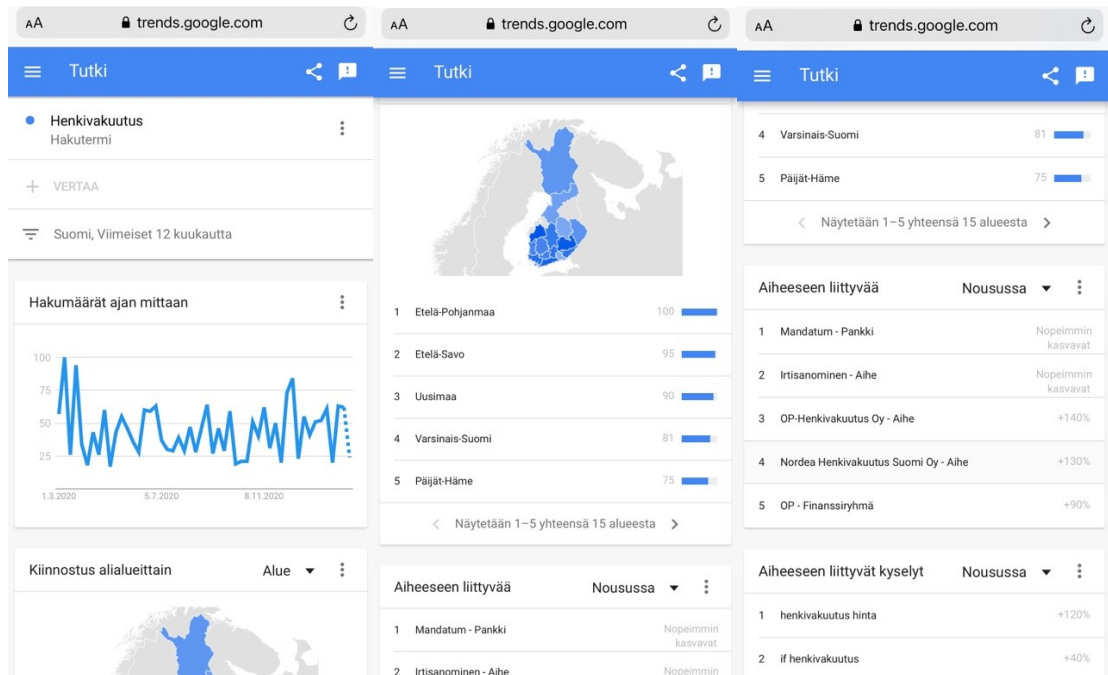 AA trends.google.com
Tutki
Henkivakuutus
Hakutermi
+ VERTAA
Suomi, Viimeiset 12 kuukautta
Hakumäärät ajan mittaan
100
75
50
25
1.3.2020 5.7.2020 8.11.2020
Kiinnostus alialueittain Alue
AA trends.google.com
Tutki
1 Etelä-Pohjanmaa 100
2 Etelä-Savo 95
3 Uusimaa 90
4 Varsinais-Suomi 81
5 Päijät-Häme 75
Näytetään 1–5 yhteensä 15 alueesta
Aiheeseen liittyvää Nousussa
1 Mandatum - Pankki Nopeimmin
kasvavat
2 Irtisanominen - Aihe Nopeimmin
AA trends.google.com
Tutki
4 Varsinais-Suomi 81
5 Päijät-Häme 75
Näytetään 1–5 yhteensä 15 alueesta
Aiheeseen liittyvää Nousussa
1 Mandatum - Pankki Nopeimmin
kasvavat
2 Irtisanominen - Aihe Nopeimmin
kasvavat
3 OP-Henkivakuutus Oy - Aihe +140%
4 Nordea Henkivakuutus Suomi Oy - Aihe +130%
5 OP - Finanssiryhmä +90%
Aiheeseen liittyvät kyselyt Nousussa
1 henkivakuutus hinta +120%
2 if henkivakuutus +40%